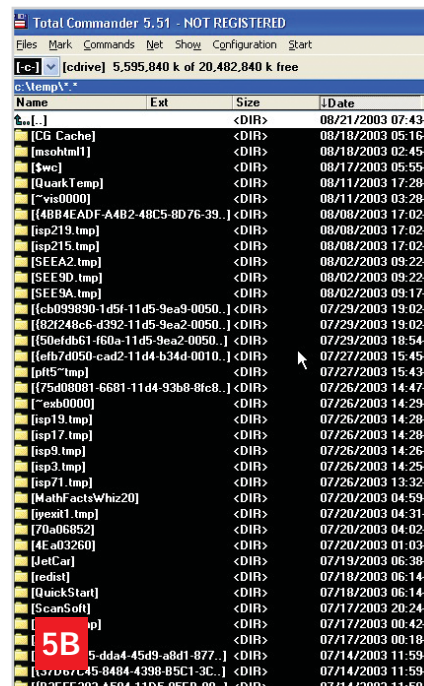 Total Commander 5.51 - NOT REGISTERED
Files Mark Commands Net Show Configuration Start
[-c-] [cdrive] 5,595,840 k of 20,482,840 k free
c:\temp\*.*
Name Ext Size ↓Date
[..] <DIR> 08/21/2003 07:43
[CG Cache] <DIR> 08/18/2003 05:16
[msohtml1] <DIR> 08/18/2003 02:45
[$wc] <DIR> 08/17/2003 05:55
[QuarkTemp] <DIR> 08/11/2003 17:28
[~vis0000] <DIR> 08/11/2003 03:28
[{4BB4EADF-A4B2-48C5-8D76-39..] <DIR> 08/08/2003 17:02
[isp219.tmp] <DIR> 08/08/2003 17:02
[isp215.tmp] <DIR> 08/08/2003 17:02
[SEEA2.tmp] <DIR> 08/02/2003 09:22
[SEE9D.tmp] <DIR> 08/02/2003 09:22
[SEE9A.tmp] <DIR> 08/02/2003 09:17
[{cb099890-1d5f-11d5-9ea9-0050..] <DIR> 07/29/2003 19:02
[{82f248c6-d392-11d5-9ea2-0050..] <DIR> 07/29/2003 19:02
[{50efdb61-f60a-11d5-9ea2-0050..] <DIR> 07/29/2003 18:54
[{efb7d050-cad2-11d4-b34d-0010..] <DIR> 07/27/2003 15:45
[pft5~tmp] <DIR> 07/27/2003 15:43
[{75d08081-6681-11d4-93b8-8fc8..] <DIR> 07/26/2003 14:47
[~exb0000] <DIR> 07/26/2003 14:29
[isp19.tmp] <DIR> 07/26/2003 14:28
[isp17.tmp] <DIR> 07/26/2003 14:28
[isp9.tmp] <DIR> 07/26/2003 14:26
[isp3.tmp] <DIR> 07/26/2003 14:25
[isp71.tmp] <DIR> 07/26/2003 13:32
[MathFactsWhiz20] <DIR> 07/20/2003 04:59
[iyexit1.tmp] <DIR> 07/20/2003 04:31
[70a06852] <DIR> 07/20/2003 04:02
[4Ea03260] <DIR> 07/20/2003 01:03
[JetCar] <DIR> 07/19/2003 06:38
[redist] <DIR> 07/18/2003 06:14
[QuickStart] <DIR> 07/18/2003 06:14
[ScanSoft] <DIR> 07/17/2003 20:24
p] <DIR> 07/17/2003 00:42
<DIR> 07/17/2003 00:18
5B
5-dda4-45d9-a8d1-877..] <DIR> 07/14/2003 11:59
[{37D67C45-8484-4398-B5C1-3C..] <DIR> 07/14/2003 11:59